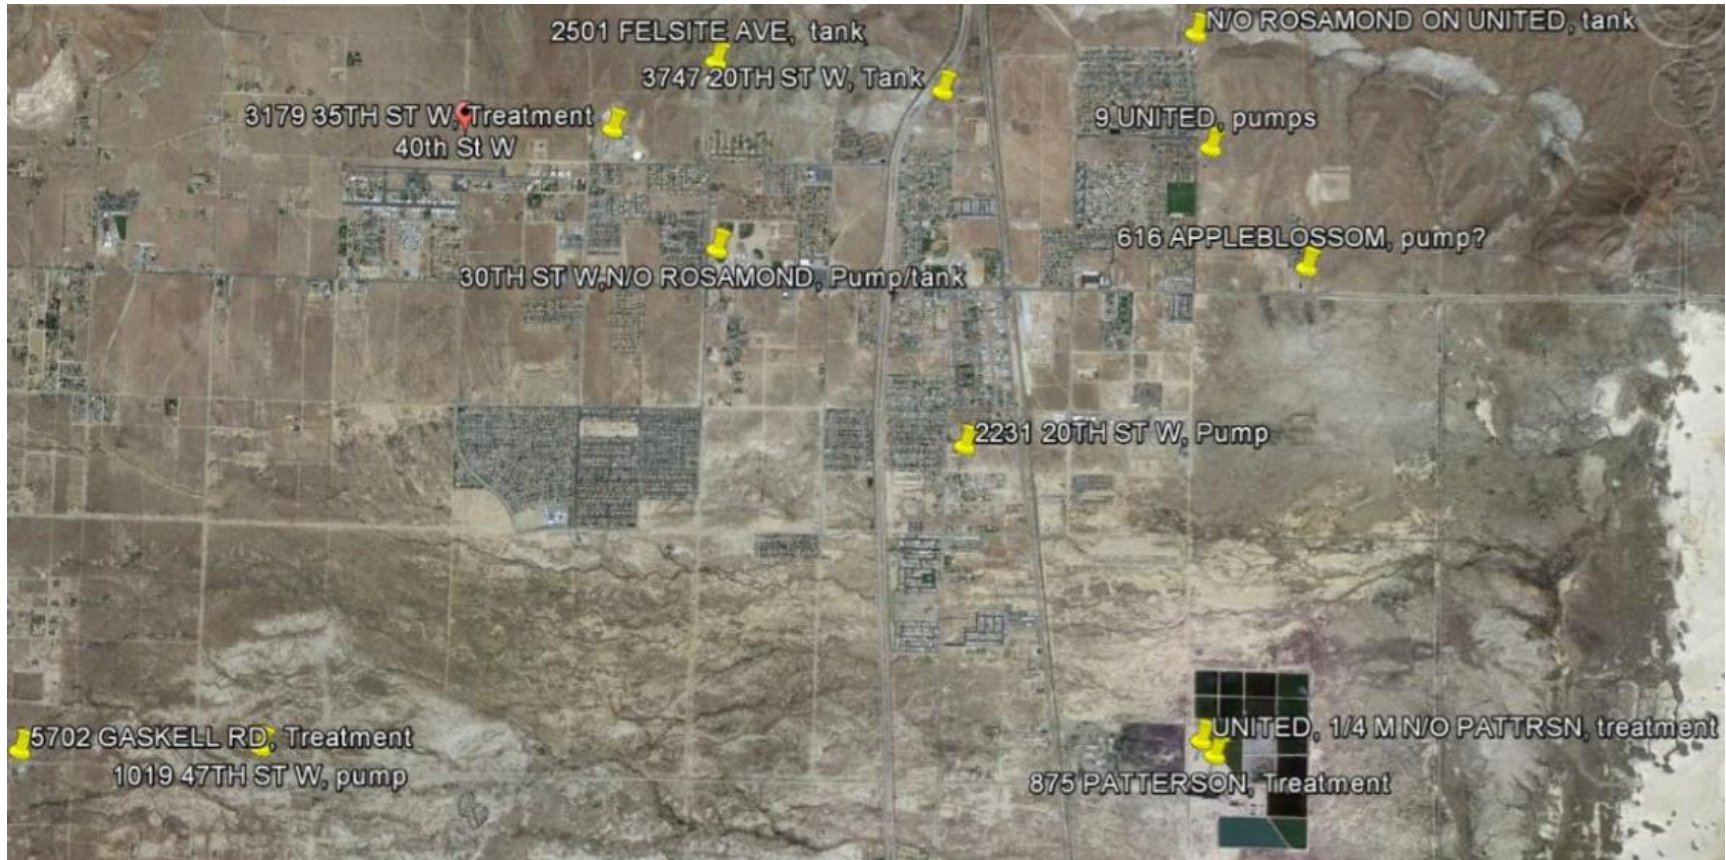 2501 FELSITE AVE, tank
N/O ROSAMOND ON UNITED, tank
3747 20TH ST W, Tank
3179 35TH ST W, Treatment
40th St W
9 UNITED, pumps
616 APPLEBLOSSOM, pump?
30TH ST W,N/O ROSAMOND, Pump/tank
2231 20TH ST W, Pump
5702 GASKELL RD, Treatment
UNITED, 1/4 M N/O PATTRSN, treatment
1019 47TH ST W, pump
875 PATTERSON, Treatment